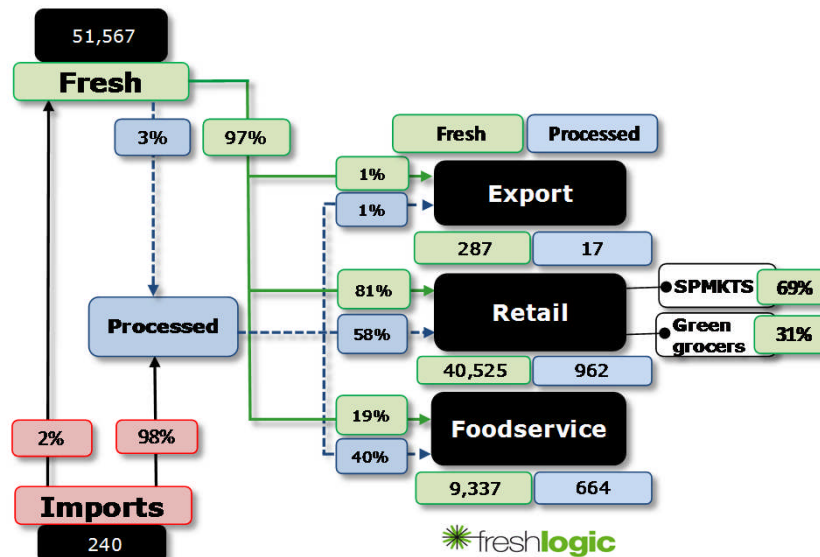 51,567
Fresh
3%
97%
Fresh
Processed
1%
Export
1%
287
17
81%
Retail
SPMKTS
69%
Processed
58%
Green
grocers
31%
40,525
962
19%
Foodservice
2%
98%
40%
9,337
664
Imports
240
freshlogic